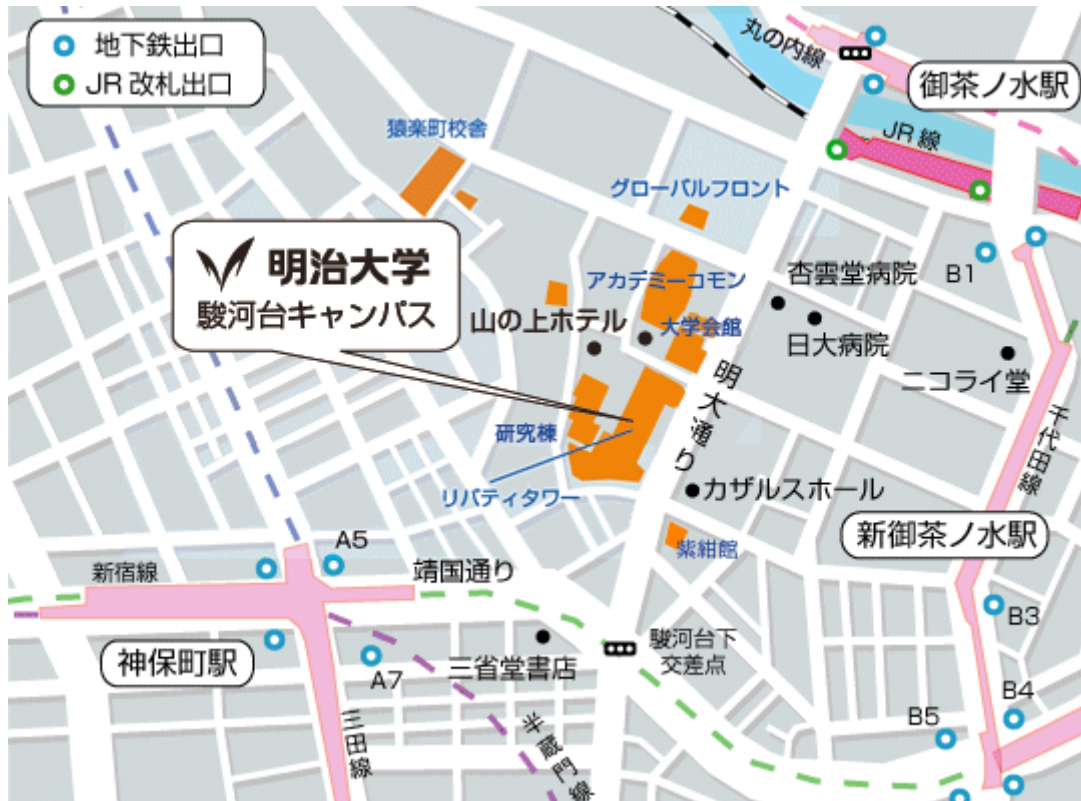 地下鉄出口
JR 改札出口
丸の内線
御茶ノ水駅
JR 線
猿楽町校舎
グローバルフロント
明治大学
駿河台キャンパス
アカデミーコモン
杏雲堂病院
B1
山の上ホテル
大学会館
日大病院
ニコライ堂
明大通り
千代田線
研究棟
リバティタワー
カザルスホール
紫紺館
新御茶ノ水駅
A5
新宿線
靖国通り
B3
神保町駅
A7
三省堂書店
駿河台下
交差点
B4
B5
三田線
半蔵門線